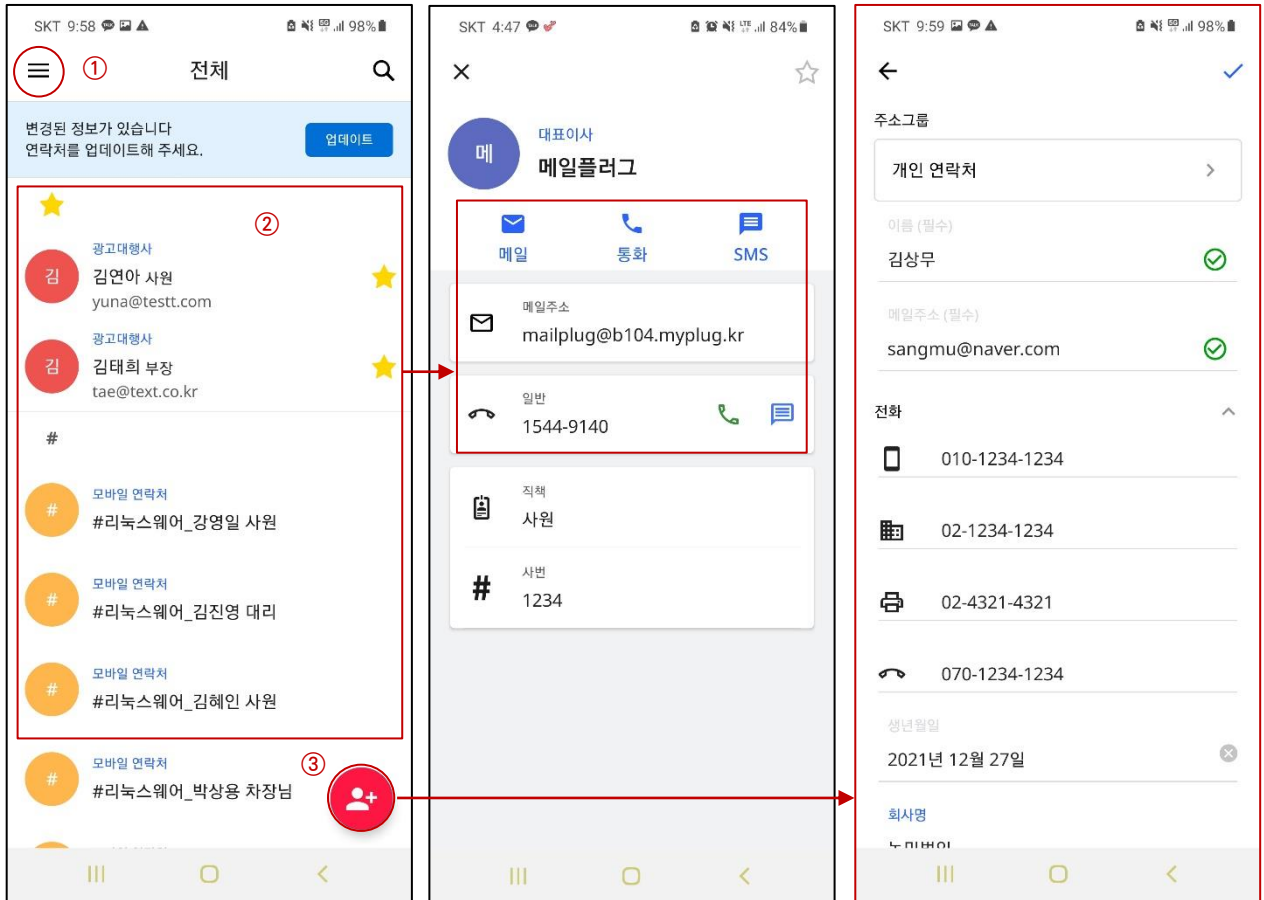 SKT 9:58
98%
①
전체
변경된 정보가 있습니다
연락처를 업데이트해 주세요.
업데이트
②
광고대행사
김
김연아 사원
yuna@testt.com
광고대행사
김
김태희 부장
tae@text.co.kr
#
모바일 연락처
#
#리눅스웨어_강영일 사원
모바일 연락처
#
#리눅스웨어_김진영 대리
모바일 연락처
#
#리눅스웨어_김혜인 사원
③
모바일 연락처
#
#리눅스웨어_박상용 차장님
SKT 4:47
LTE
84%
메
대표이사
메일플러그
메일
통화
SMS
메일주소
mailplug@b104.myplug.kr
일반
1544-9140
직책
사원
사번
#
1234
SKT 9:59
98%
주소그룹
개인 연락처
이름 (필수)
김상무
메일주소 (필수)
sangmu@naver.com
전화
010-1234-1234
02-1234-1234
02-4321-4321
070-1234-1234
생년월일
2021년 12월 27일
회사명